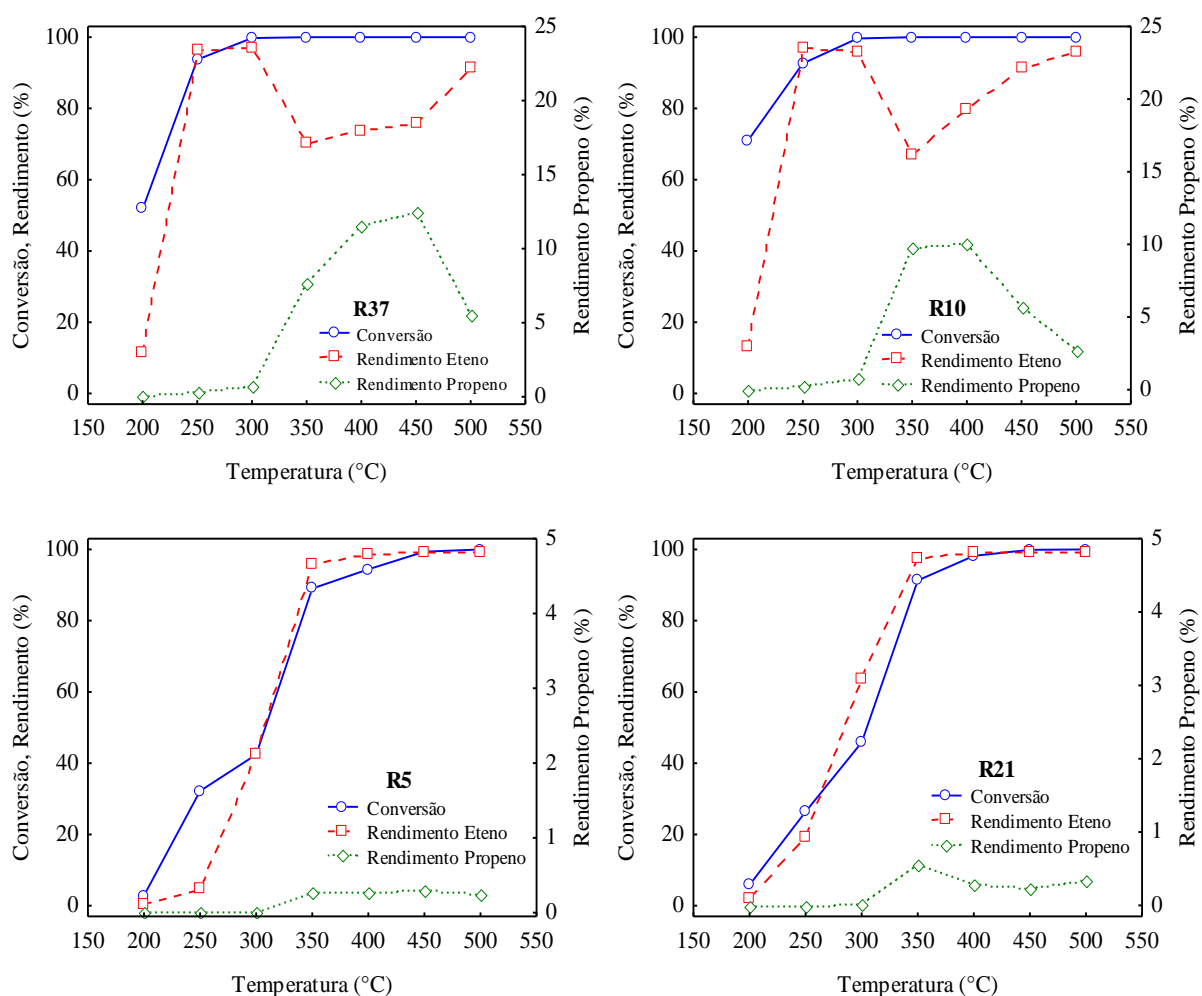 Conversão, Rendimento (%)
100
80
60
40
20
0
25
20
15
10
5
0
Rendimento Propeno (%)
R37
Conversão
Rendimento Eteno
Rendimento Propeno
150 200 250 300 350 400 450 500 550
Temperatura (°C)
Conversão, Rendimento (%)
100
80
60
40
20
0
25
20
15
10
5
0
Rendimento Propeno (%)
R10
Conversão
Rendimento Eteno
Rendimento Propeno
150 200 250 300 350 400 450 500 550
Temperatura (°C)
Conversão, Rendimento (%)
100
80
60
40
20
0
5
4
3
2
1
0
Rendimento Propeno (%)
R5
Conversão
Rendimento Eteno
Rendimento Propeno
150 200 250 300 350 400 450 500 550
Temperatura (°C)
Conversão, Rendimento (%)
100
80
60
40
20
0
5
4
3
2
1
0
Rendimento Propeno (%)
R21
Conversão
Rendimento Eteno
Rendimento Propeno
150 200 250 300 350 400 450 500 550
Temperatura (°C)